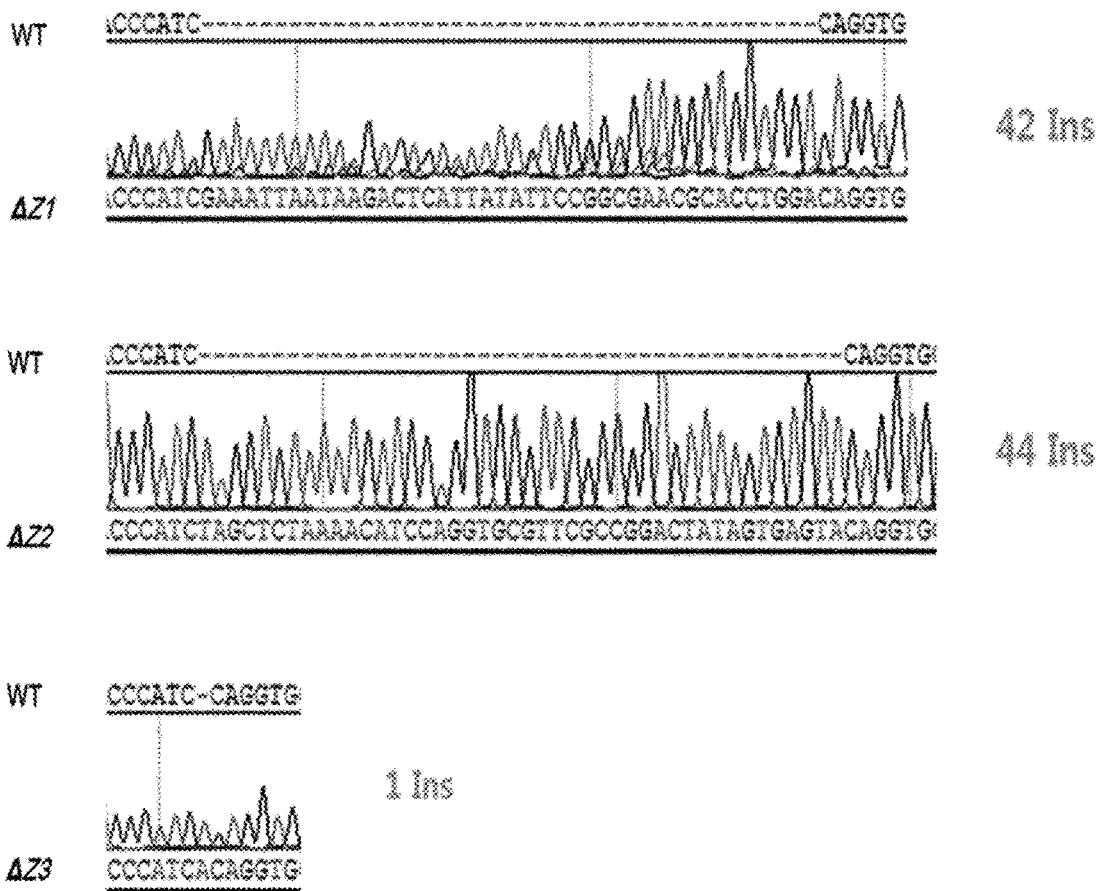 WT CCCATC------------------------------------------CAGGTG
42 Ins
ΔZ1 CCCATCGAAATTAATAAGACTCATTATATTCCGGCGAACGCACCTGGACAGGTG
WT CCCATC--------------------------------------------CAGGTG
44 Ins
ΔZ2 CCCATCTAGCTCTAAAACATCCAGGTGCGTTCGCCGGACTATAGTGAGTACAGGTG
WT CCCATC-CAGGTG
1 Ins
ΔZ3 CCCATCACAGGTG